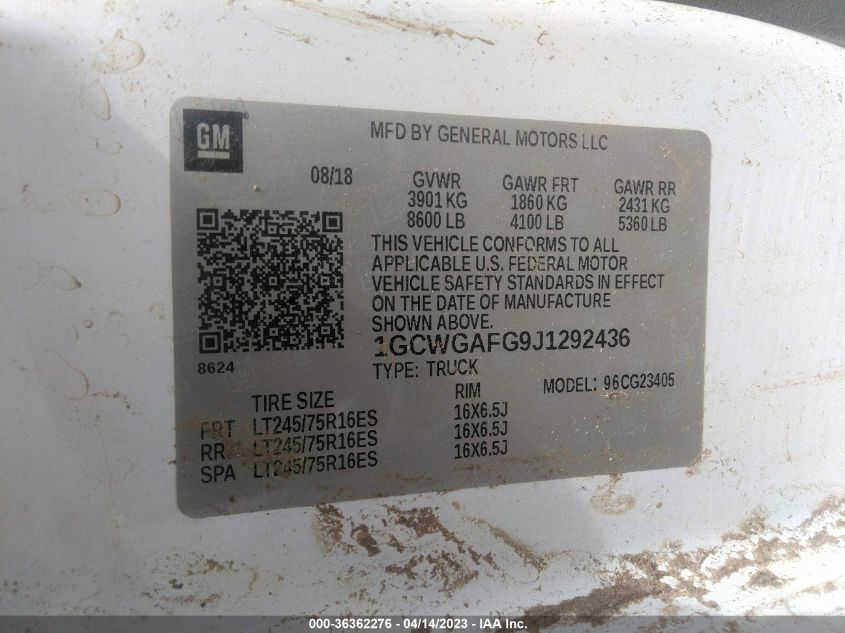 GM
®
MFD BY GENERAL MOTORS LLC
08/18 GVWR GAWR FRT GAWR RR
3901 KG 1860 KG 2431 KG
8600 LB 4100 LB 5360 LB
THIS VEHICLE CONFORMS TO ALL
APPLICABLE U.S. FEDERAL MOTOR
VEHICLE SAFETY STANDARDS IN EFFECT
ON THE DATE OF MANUFACTURE
SHOWN ABOVE.
1GCWGAFG9J1292436
8624
TYPE: TRUCK MODEL: 96CG23405
TIRE SIZE RIM
FRT LT245/75R16ES 16X6.5J
RR LT245/75R16ES 16X6.5J
SPA LT245/75R16ES 16X6.5J
000-36362276 - 04/14/2023 - IAA Inc.